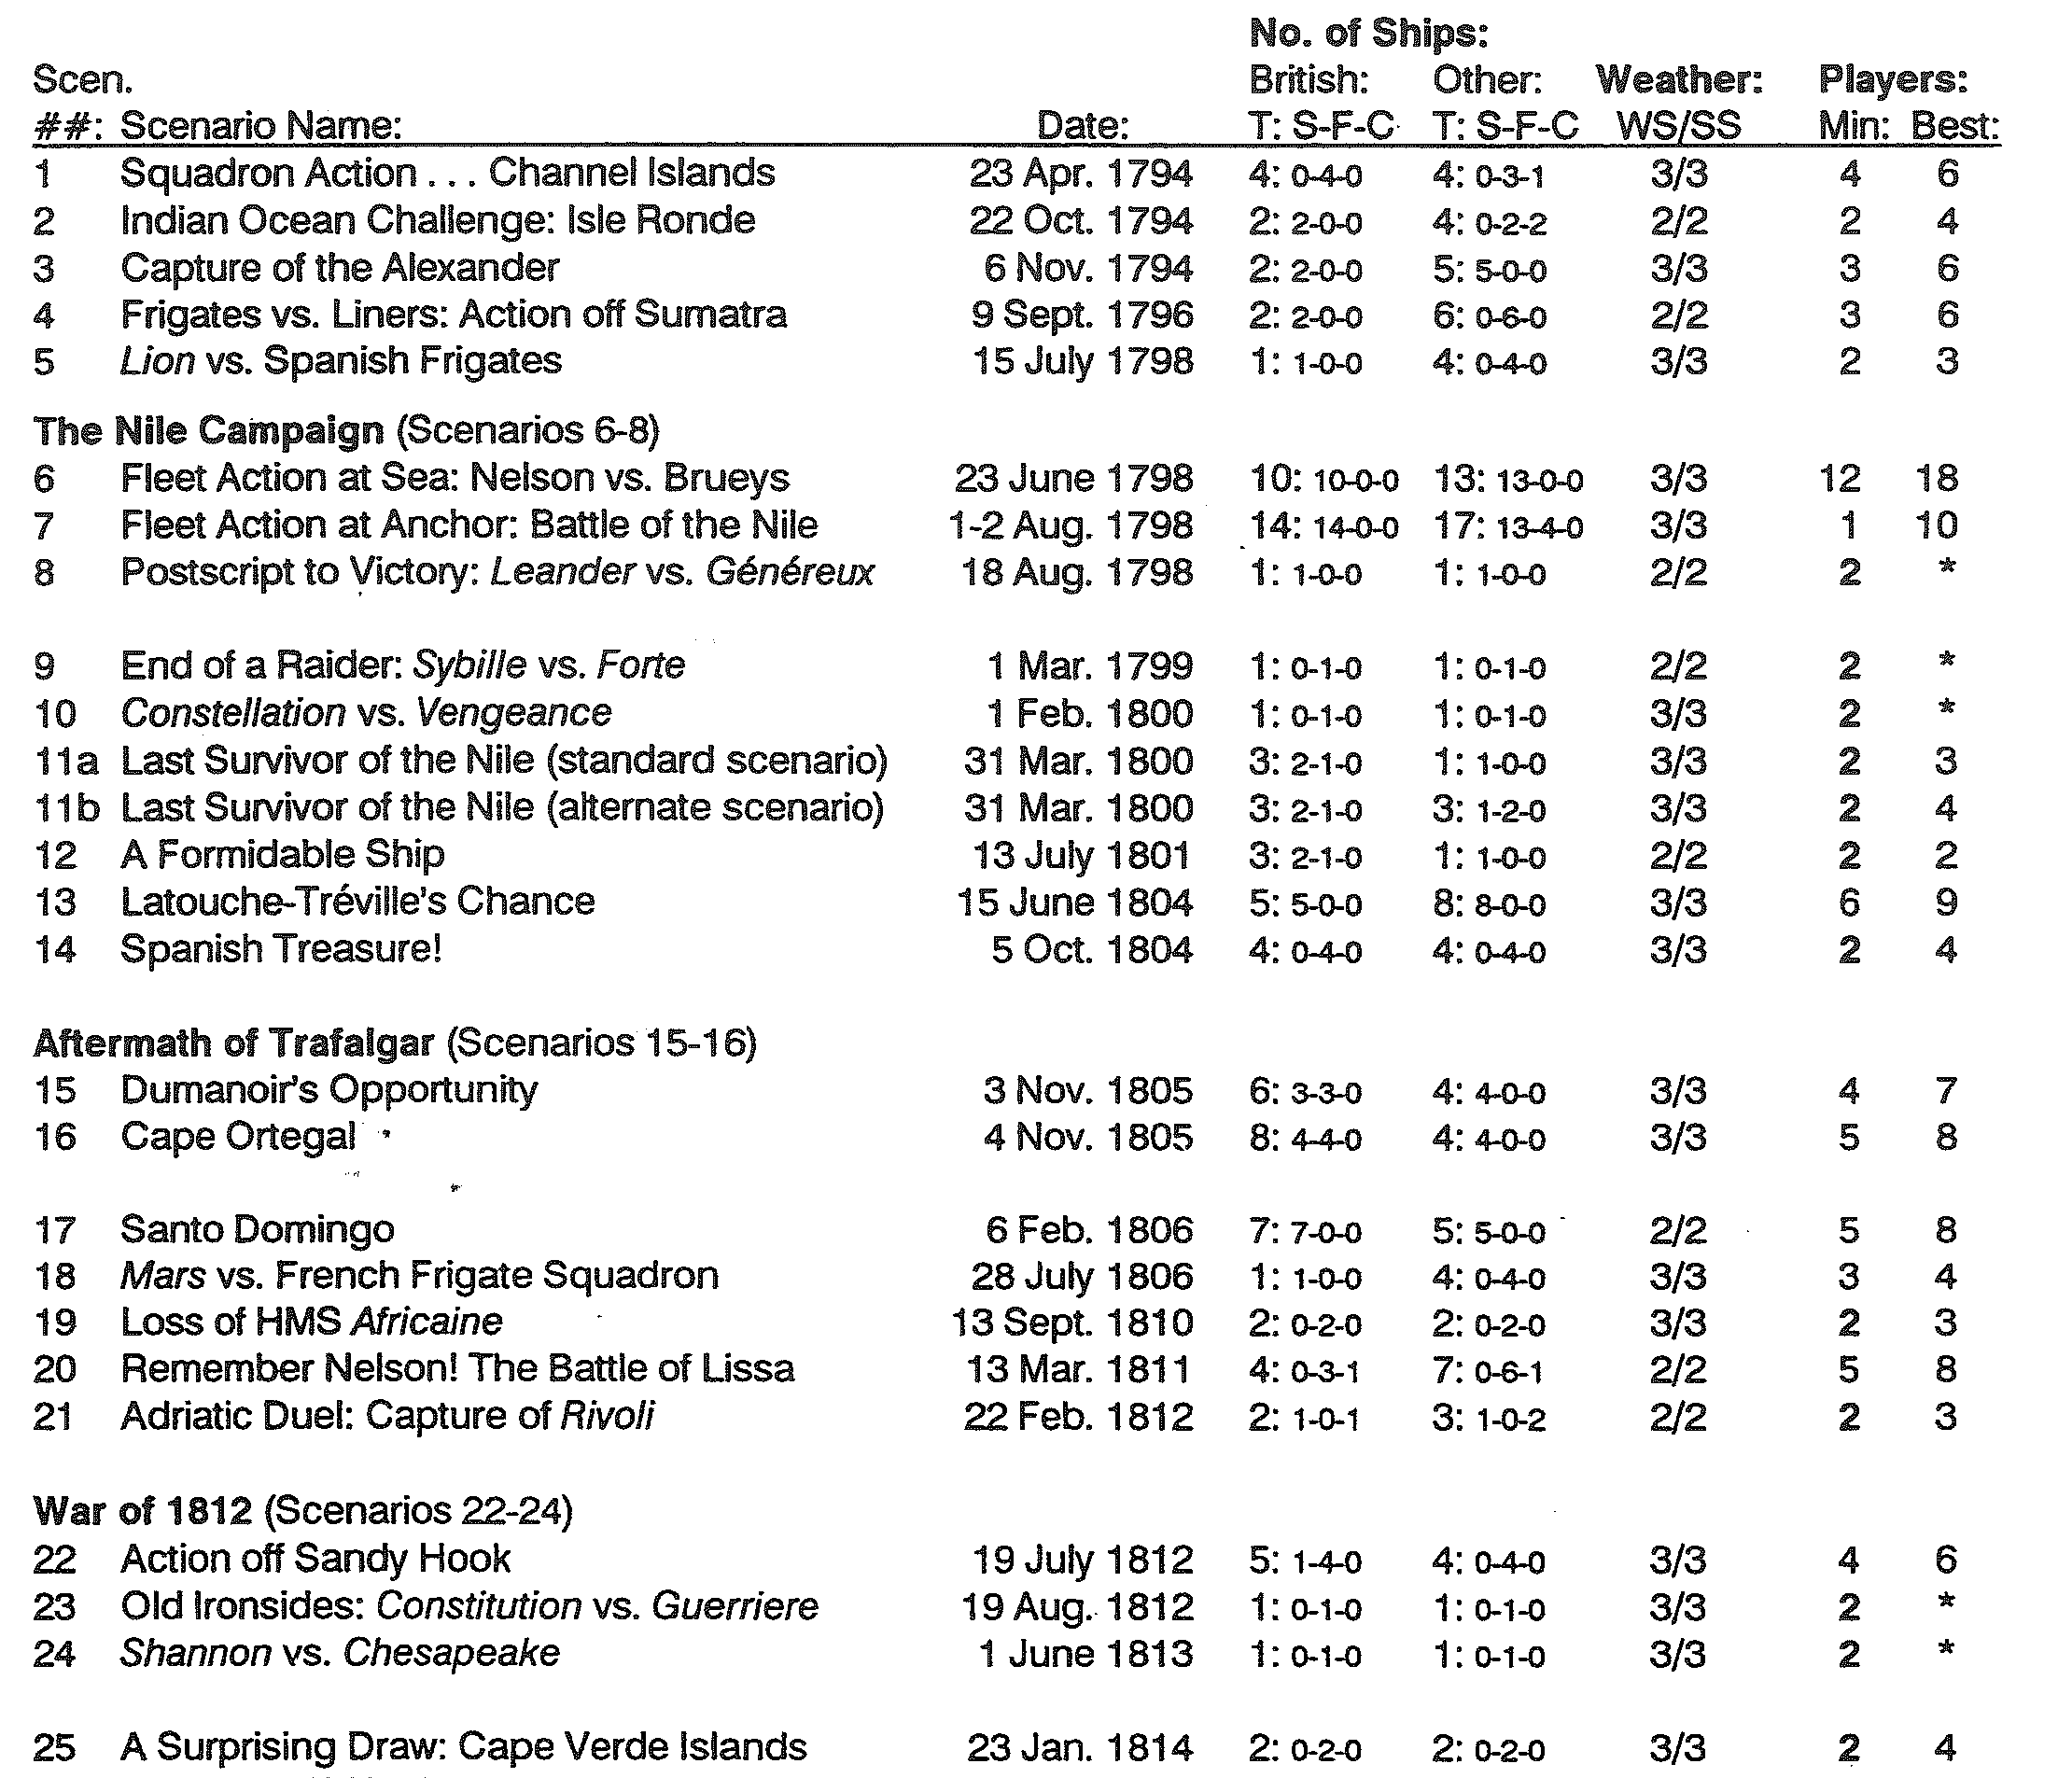 No. of Ships:
Scen. British: Other: Weather: Players:
##: Scenario Name: Date: T: S-F-C T: S-F-C WS/SS Min: Best:
1 Squadron Action . . . Channel Islands 23 Apr. 1794 4: 0-4-0 4: 0-3-1 3/3 4 6
2 Indian Ocean Challenge: Isle Ronde 22 Oct. 1794 2: 2-0-0 4: 0-2-2 2/2 2 4
3 Capture of the Alexander 6 Nov. 1794 2: 2-0-0 5: 5-0-0 3/3 3 6
4 Frigates vs. Liners: Action off Sumatra 9 Sept. 1796 2: 2-0-0 6: 0-6-0 2/2 3 6
5 Lion vs. Spanish Frigates 15 July 1798 1: 1-0-0 4: 0-4-0 3/3 2 3
The Nile Campaign (Scenarios 6-8)
6 Fleet Action at Sea: Nelson vs. Brueys 23 June 1798 10: 10-0-0 13: 13-0-0 3/3 12 18
7 Fleet Action at Anchor: Battle of the Nile 1-2 Aug. 1798 14: 14-0-0 17: 13-4-0 3/3 1 10
8 Postscript to Victory: Leander vs. Généreux 18 Aug. 1798 1: 1-0-0 1: 1-0-0 2/2 2 *
9 End of a Raider: Sybille vs. Forte 1 Mar. 1799 1: 0-1-0 1: 0-1-0 2/2 2 *
10 Constellation vs. Vengeance 1 Feb. 1800 1: 0-1-0 1: 0-1-0 3/3 2 *
11a Last Survivor of the Nile (standard scenario) 31 Mar. 1800 3: 2-1-0 1: 1-0-0 3/3 2 3
11b Last Survivor of the Nile (alternate scenario) 31 Mar. 1800 3: 2-1-0 3: 1-2-0 3/3 2 4
12 A Formidable Ship 13 July 1801 3: 2-1-0 1: 1-0-0 2/2 2 2
13 Latouche-Tréville's Chance 15 June 1804 5: 5-0-0 8: 8-0-0 3/3 6 9
14 Spanish Treasure! 5 Oct. 1804 4: 0-4-0 4: 0-4-0 3/3 2 4
Aftermath of Trafalgar (Scenarios 15-16)
15 Dumanoir's Opportunity 3 Nov. 1805 6: 3-3-0 4: 4-0-0 3/3 4 7
16 Cape Ortegal 4 Nov. 1805 8: 4-4-0 4: 4-0-0 3/3 5 8
17 Santo Domingo 6 Feb. 1806 7: 7-0-0 5: 5-0-0 2/2 5 8
18 Mars vs. French Frigate Squadron 28 July 1806 1: 1-0-0 4: 0-4-0 3/3 3 4
19 Loss of HMS Africaine 13 Sept. 1810 2: 0-2-0 2: 0-2-0 3/3 2 3
20 Remember Nelson! The Battle of Lissa 13 Mar. 1811 4: 0-3-1 7: 0-6-1 2/2 5 8
21 Adriatic Duel: Capture of Rivoli 22 Feb. 1812 2: 1-0-1 3: 1-0-2 2/2 2 3
War of 1812 (Scenarios 22-24)
22 Action off Sandy Hook 19 July 1812 5: 1-4-0 4: 0-4-0 3/3 4 6
23 Old Ironsides: Constitution vs. Guerriere 19 Aug. 1812 1: 0-1-0 1: 0-1-0 3/3 2 *
24 Shannon vs. Chesapeake 1 June 1813 1: 0-1-0 1: 0-1-0 3/3 2 *
25 A Surprising Draw: Cape Verde Islands 23 Jan. 1814 2: 0-2-0 2: 0-2-0 3/3 2 4